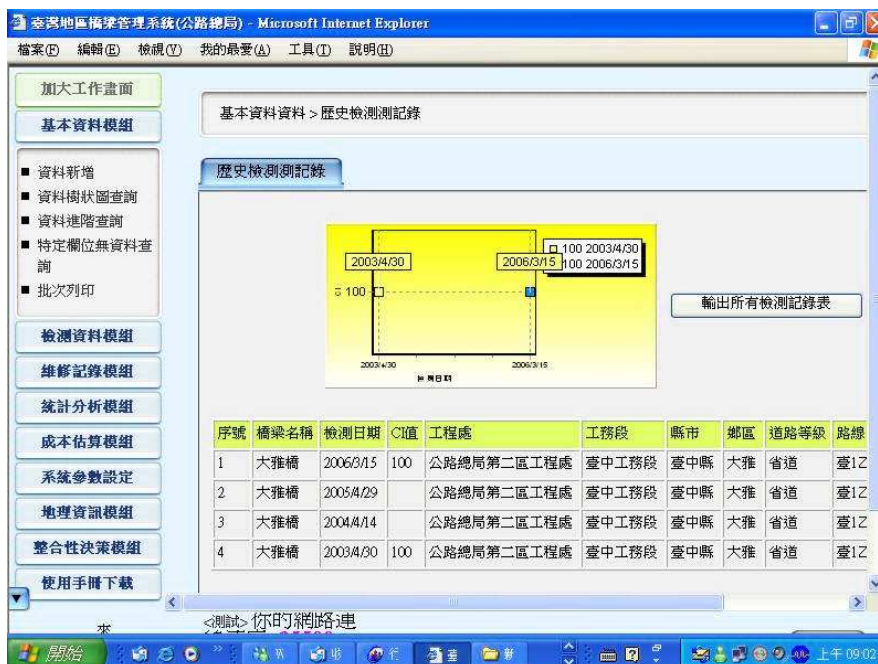 臺灣地區橋梁管理系統(公路總局) - Microsoft Internet Explorer
檔案(F) 編輯(E) 檢視(V) 我的最愛(A) 工具(T) 說明(H)
加大工作畫面
基本資料模組
資料新增
資料樹狀圖查詢
資料進階查詢
特定欄位無資料查
詢
批次列印
檢測資料模組
維修記錄模組
統計分析模組
成本估算模組
系統參數設定
地理資訊模組
整合性決策模組
使用手冊下載
基本資料資料 > 歷史檢測測記錄
歷史檢測測記錄
100 2003/4/30
100 2006/3/15
2003/4/30
2006/3/15
CI 100
2003/4/30
2006/3/15
輸出所有檢測記錄表
序號 橋梁名稱 檢測日期 CI值 工程處 工務段 縣市 鄉區 道路等級 路線
1 大雅橋 2006/3/15 100 公路總局第二區工程處 臺中工務段 臺中縣 大雅 省道 臺1Z
2 大雅橋 2005/4/29 公路總局第二區工程處 臺中工務段 臺中縣 大雅 省道 臺1Z
3 大雅橋 2004/4/14 公路總局第二區工程處 臺中工務段 臺中縣 大雅 省道 臺1Z
4 大雅橋 2003/4/30 100 公路總局第二區工程處 臺中工務段 臺中縣 大雅 省道 臺1Z
<測試> 你的網路連
開始
上午 09:02